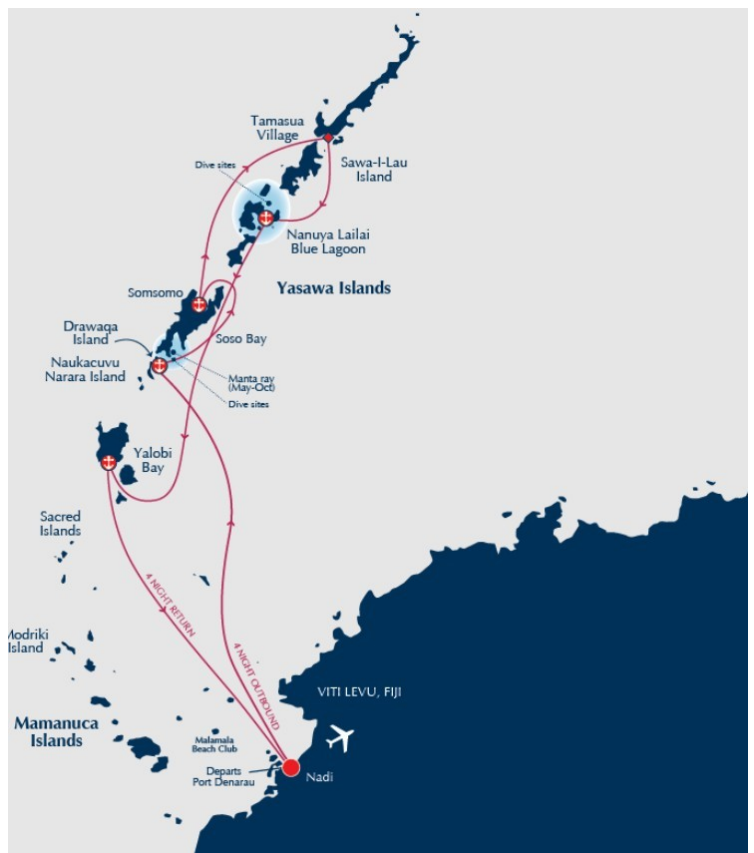 Tamasua
Village
Dive sites
Sawa-I-Lau
Island
Nanuya Lailai
Blue Lagoon
Yasawa Islands
Somsomo
Drawaqa
Island
Soso Bay
Naukacuvu
Narara Island
Manta ray
(May-Oct)
Dive sites
Yalobi
Bay
Sacred
Islands
4 NIGHT RETURN
Modriki
Island
4 NIGHT OUTBOUND
VITI LEVU, FIJI
Mamanuca
Islands
Malamala
Beach Club
Departs
Port Denarau
Nadi